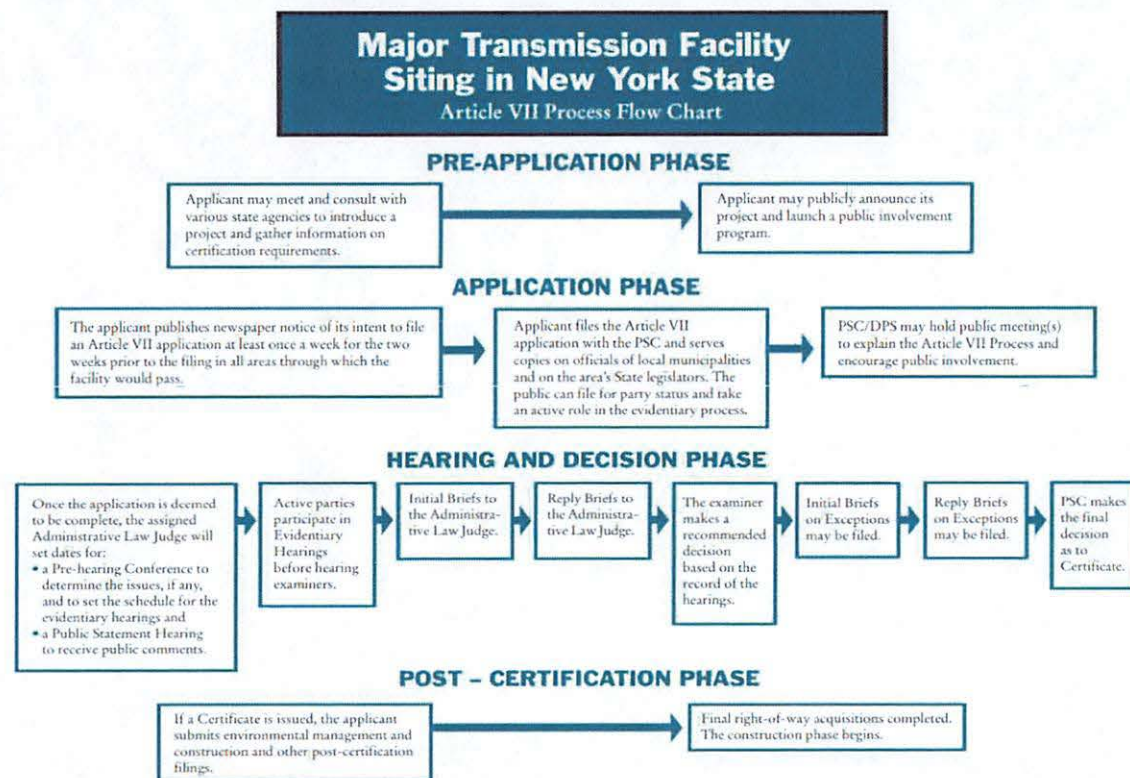 Major Transmission Facility
Siting in New York State
Article VII Process Flow Chart
PRE-APPLICATION PHASE
Applicant may meet and consult with
various state agencies to introduce a
project and gather information on
certification requirements.
Applicant may publicly announce its
project and launch a public involvement
program.
APPLICATION PHASE
The applicant publishes newspaper notice of its intent to file
an Article VII application at least once a week for the two
weeks prior to the filing in all areas through which the
facility would pass.
Applicant files the Article VII
application with the PSC and serves
copies on officials of local municipalities
and on the area's State legislators. The
public can file for party status and take
an active role in the evidentiary process.
PSC/DPS may hold public meeting(s)
to explain the Article VII Process and
encourage public involvement.
HEARING AND DECISION PHASE
Once the application is deemed
to be complete, the assigned
Administrative Law Judge will
set dates for:
• a Pre-hearing Conference to
determine the issues, if any,
and to set the schedule for the
evidentiary hearings and
• a Public Statement Hearing
to receive public comments.
Active parties
participate in
Evidentiary
Hearings
before hearing
examiners.
Initial Briefs to
the Administra-
tive Law Judge.
Reply Briefs to
the Administra-
tive Law Judge.
The examiner
makes a
recommended
decision
based on the
record of the
hearings.
Initial Briefs
on Exceptions
may be filed.
Reply Briefs
on Exceptions
may be filed.
PSC makes
the final
decision
as to
Certificate.
POST – CERTIFICATION PHASE
If a Certificate is issued, the applicant
submits environmental management and
construction and other post-certification
filings.
Final right-of-way acquisitions completed.
The construction phase begins.